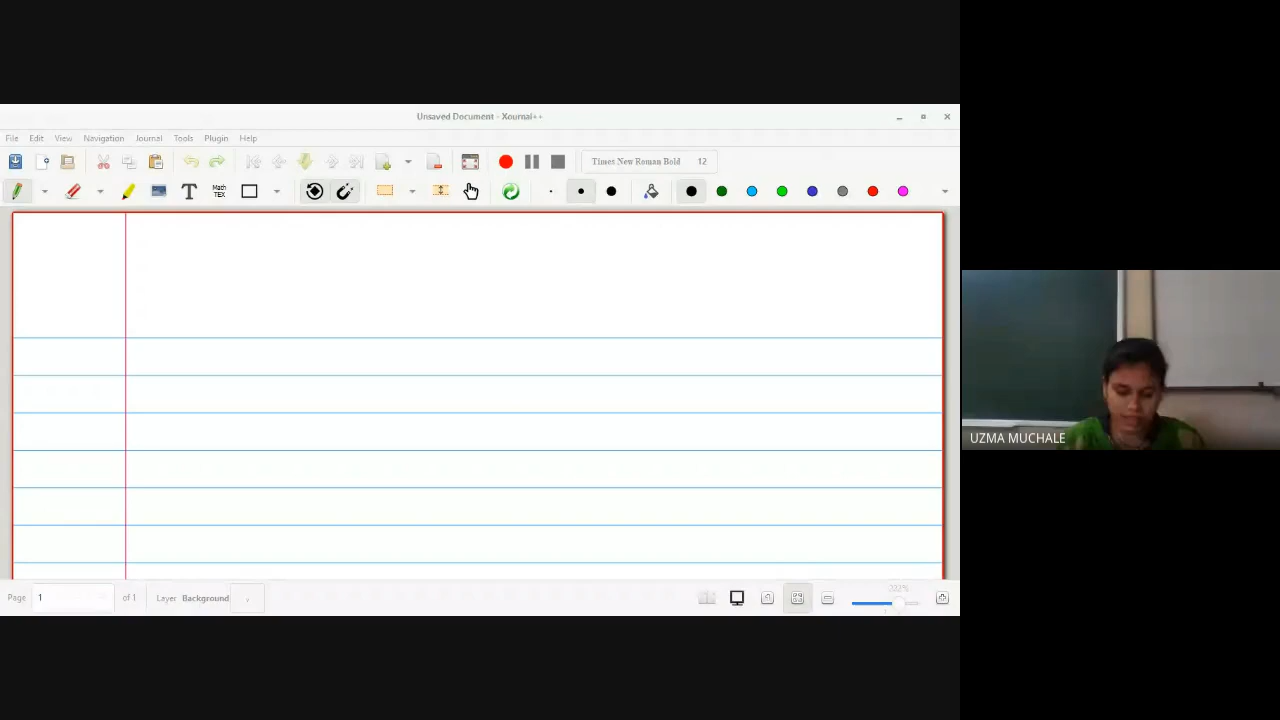 Unsaved Document - Xournal++
File Edit View Navigation Journal Tools Plugin Help
Times New Roman Bold 12
T Math TEX
UZMA MUCHALE
Page 1 of 1 Layer Background